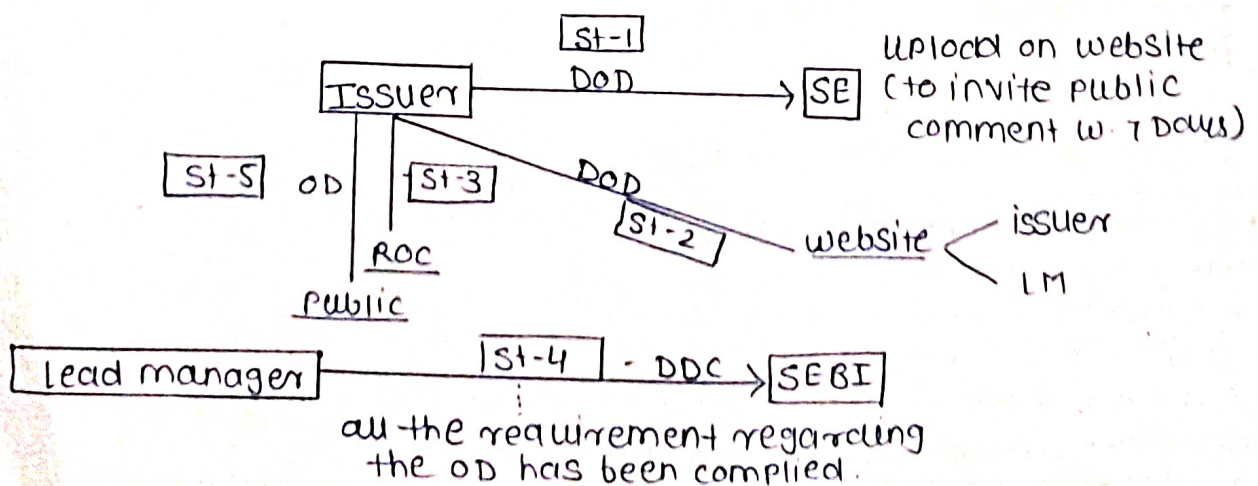 St-1
Issuer
DOD
SE
upload on website
(to invite public
comment w. 7 Days)
St-5
OD
St-3
DOD
St-2
website
issuer
LM
ROC
public
Lead manager
St-4 - DDC
SEBI
all the requirement regarding
the OD has been complied.